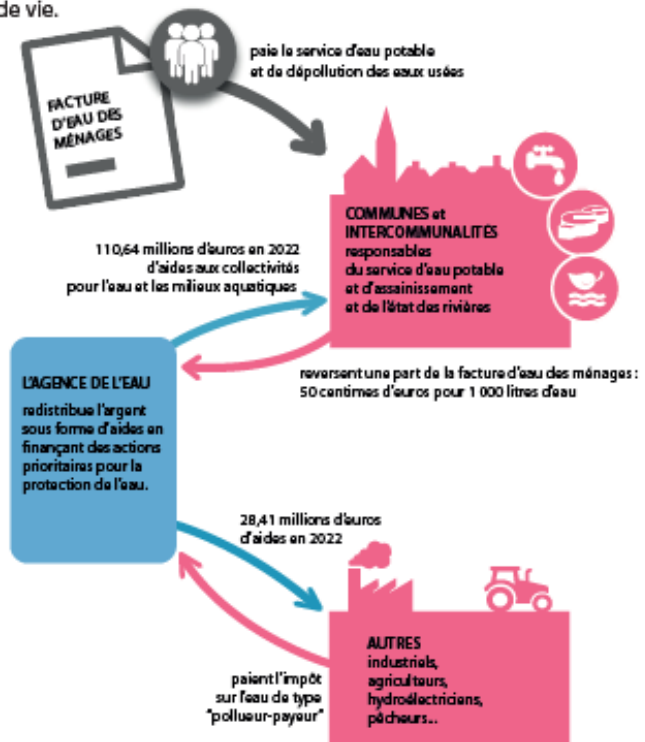 de vie.
FACTURE
D'EAU DES
MÉNAGES
paie le service d'eau potable
et de dépollution des eaux usées
COMMUNES et
INTERCOMMUNALITÉS
responsables
du service d'eau potable
et d'assainissement
et de l'état des rivières
110,64 millions d'euros en 2022
d'aides aux collectivités
pour l'eau et les milieux aquatiques
reversent une part de la facture d'eau des ménages :
50 centimes d'euros pour 1 000 litres d'eau
L'AGENCE DE L'EAU
redistribue l'argent
sous forme d'aides en
finançant des actions
prioritaires pour la
protection de l'eau.
28,41 millions d'euros
d'aides en 2022
paient l'impôt
sur l'eau de type
"pollueur-payeur"
AUTRES
industriels,
agriculteurs,
hydroélectriciens,
pêcheurs...